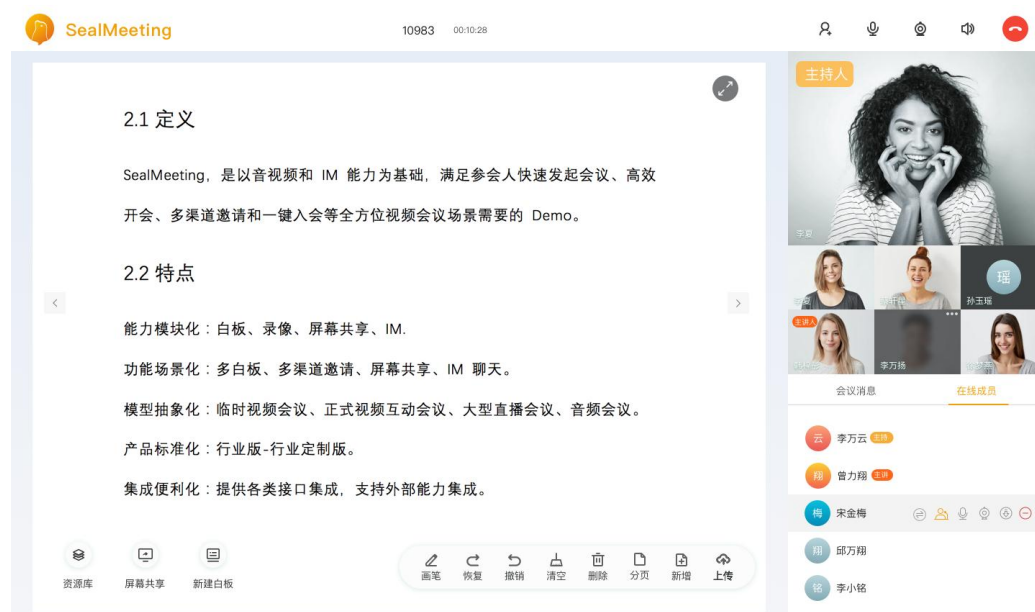 SealMeeting
10983 00:10:28
主持人
2.1 定义
SealMeeting，是以音视频和 IM 能力为基础，满足参会人快速发起会议、高效
开会、多渠道邀请和一键入会等全方位视频会议场景需要的 Demo。
2.2 特点
能力模块化：白板、录像、屏幕共享、IM.
功能场景化：多白板、多渠道邀请、屏幕共享、IM 聊天。
模型抽象化：临时视频会议、正式视频互动会议、大型直播会议、音频会议。
产品标准化：行业版-行业定制版。
集成便利化：提供各类接口集成，支持外部能力集成。
资源库
屏幕共享
新建白板
画笔
恢复
撤销
清空
删除
分页
新增
上传
李夏
瑶
孙玉瑶
主讲人
李万扬
会议消息
在线成员
云 李万云 主持
翔 曾力翔 主讲
梅 宋金梅
翔 邱万翔
铭 李小铭